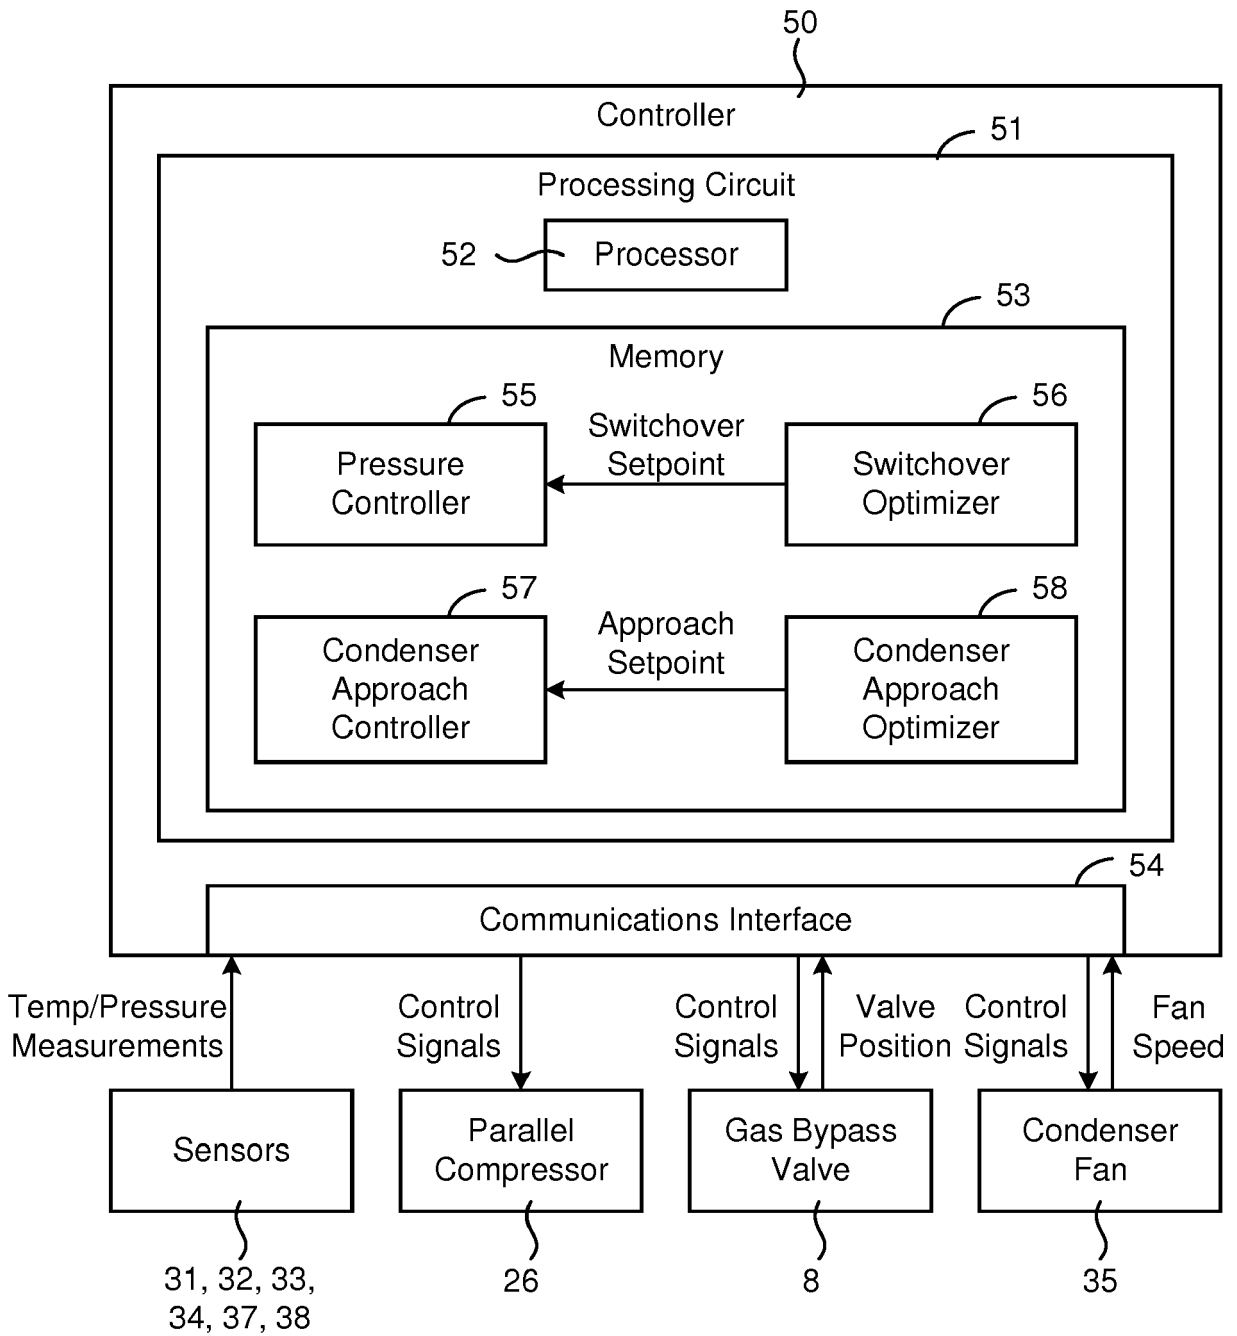 50
Controller
51
Processing Circuit
52
Processor
53
Memory
55
Switchover
Setpoint
56
Pressure
Controller
Switchover
Optimizer
57
Approach
Setpoint
58
Condenser
Approach
Controller
Condenser
Approach
Optimizer
54
Communications Interface
Temp/Pressure
Measurements
Control
Signals
Control
Signals
Valve
Position
Control
Signals
Fan
Speed
Sensors
Parallel
Compressor
Gas Bypass
Valve
Condenser
Fan
31, 32, 33,
34, 37, 38
26
8
35